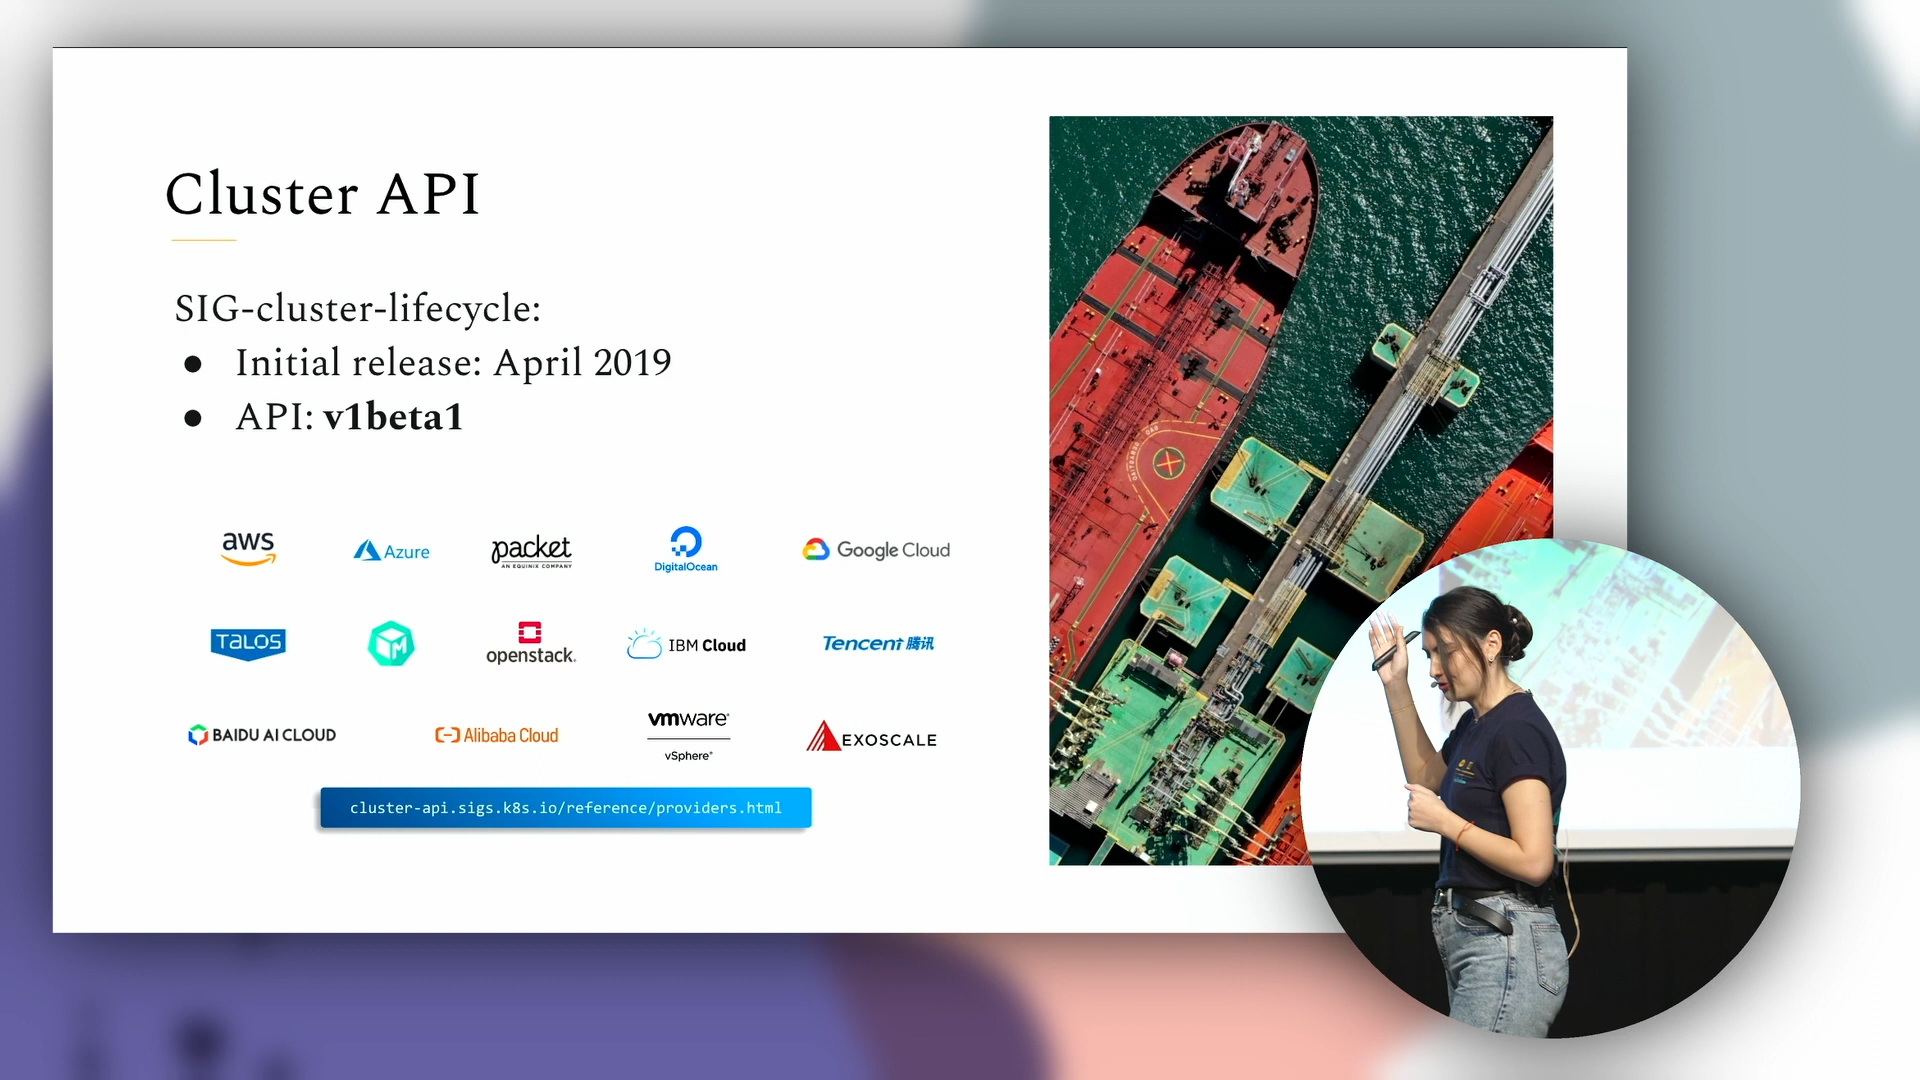 Cluster API
SIG-cluster-lifecycle:
● Initial release: April 2019
● API: v1beta1
aws
Azure
packet
AN EQUINIX COMPANY
DigitalOcean
Google Cloud
TALOS
M
openstack.
IBM Cloud
Tencent 腾讯
BAIDU AI CLOUD
Alibaba Cloud
vmware®
vSphere®
EXOSCALE
cluster-api.sigs.k8s.io/reference/providers.html